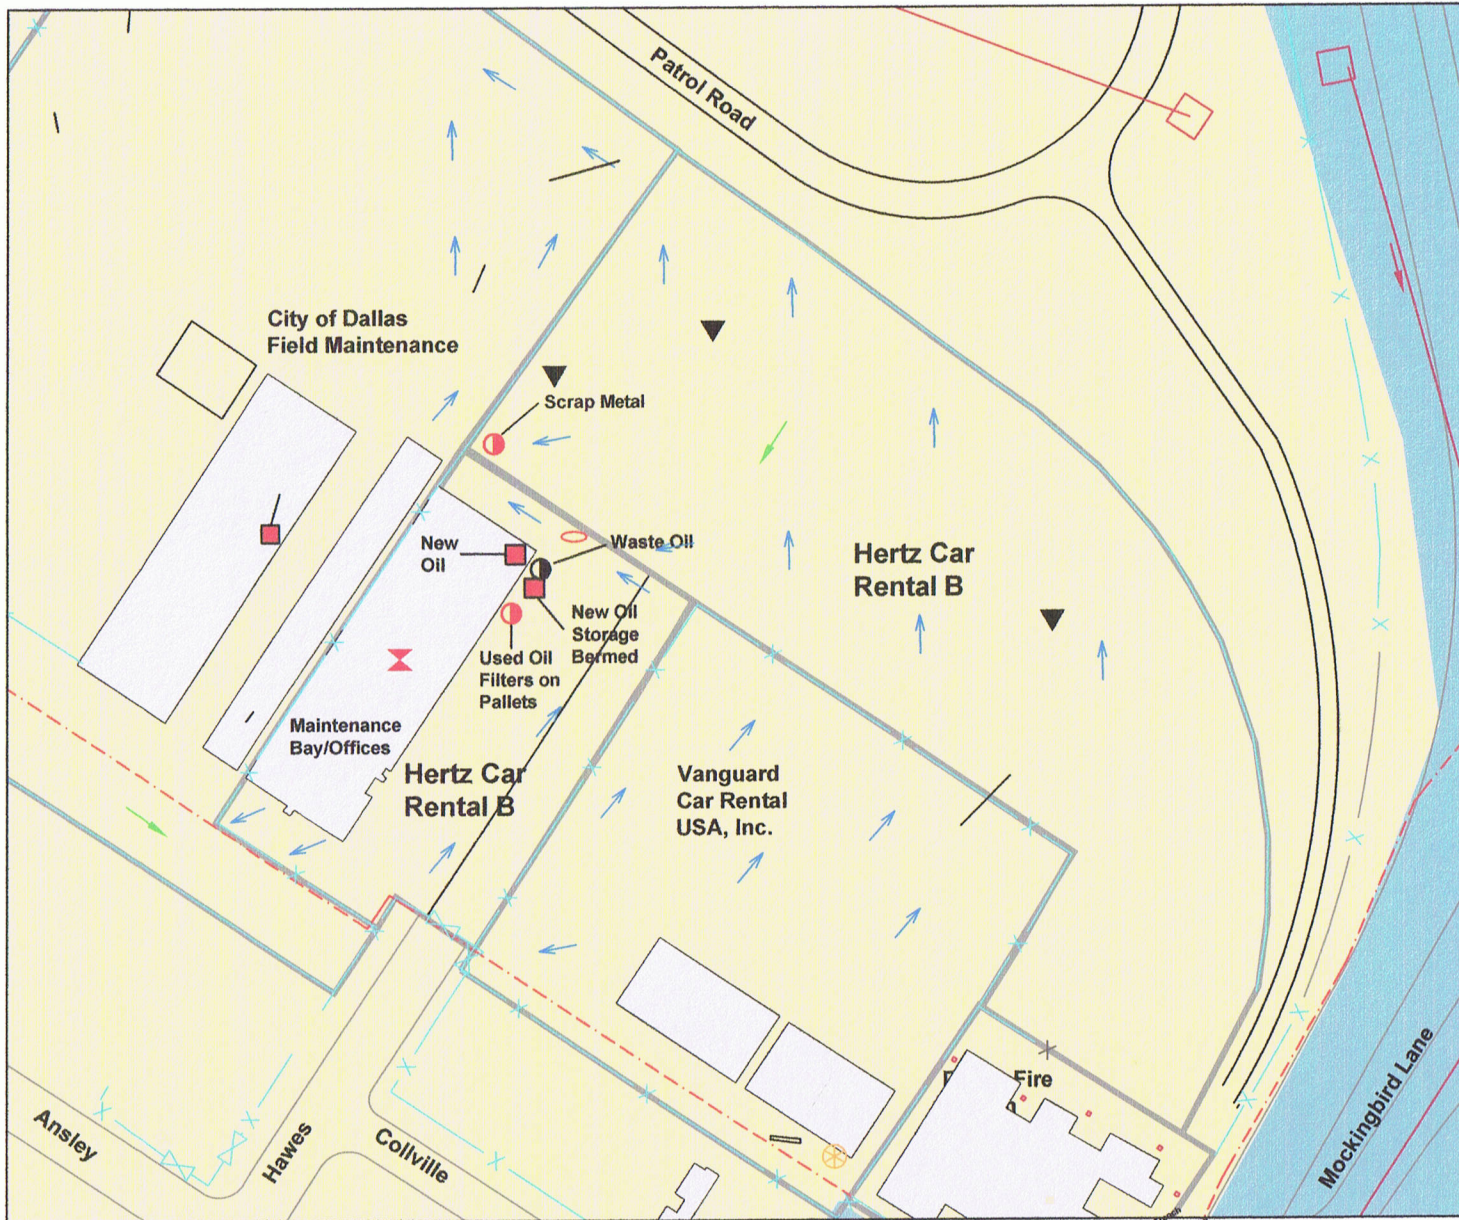 Patrol Road
City of Dallas
Field Maintenance
Scrap Metal
New
Oil
Waste Oil
Hertz Car
Rental B
New Oil
Storage
Bermed
Used Oil
Filters on
Pallets
Maintenance
Bay/Offices
Hertz Car
Rental B
Vanguard
Car Rental
USA, Inc.
Fire
Mockingbird Lane
Ansley
Hawes
Collville